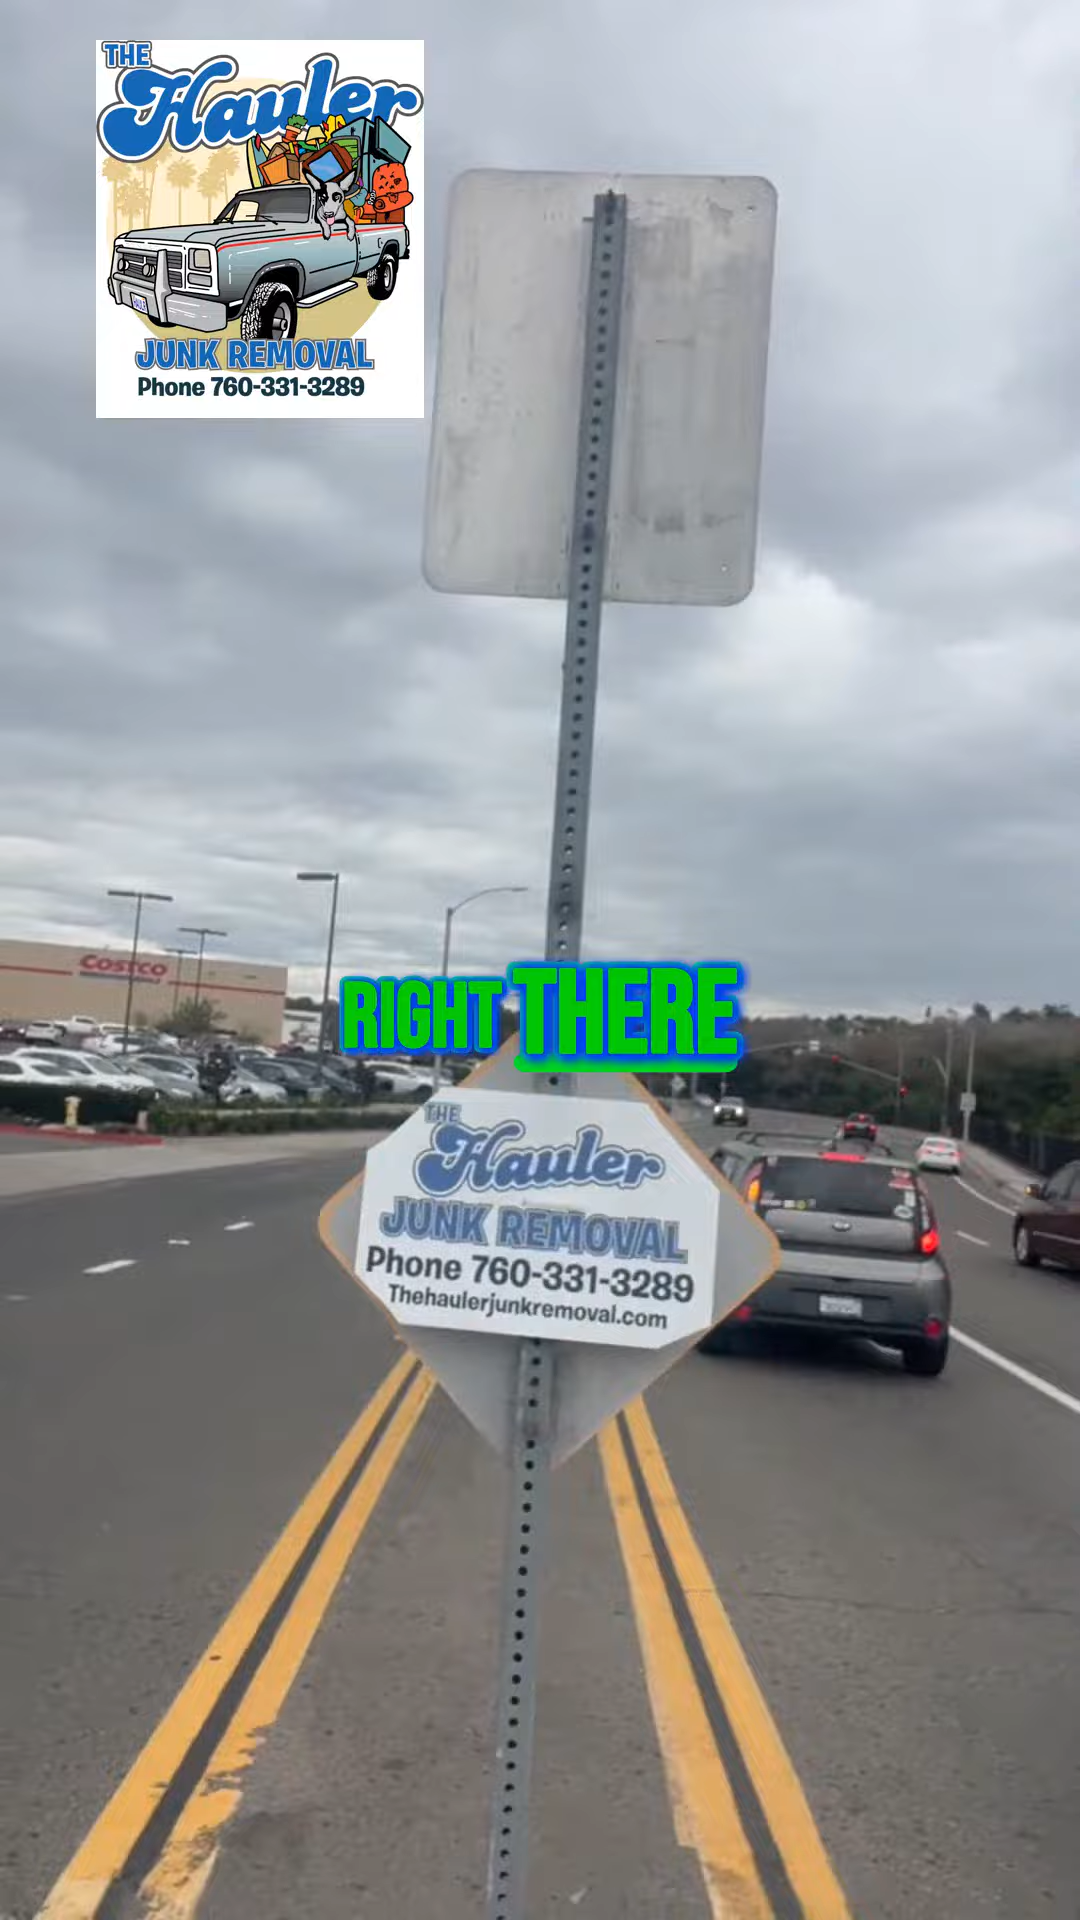 THE
Hauler
JUNK REMOVAL
Phone 760-331-3289
COSTCO
RIGHT THERE
THE
Hauler
JUNK REMOVAL
Phone 760-331-3289
Thehaulerjunkremoval.com